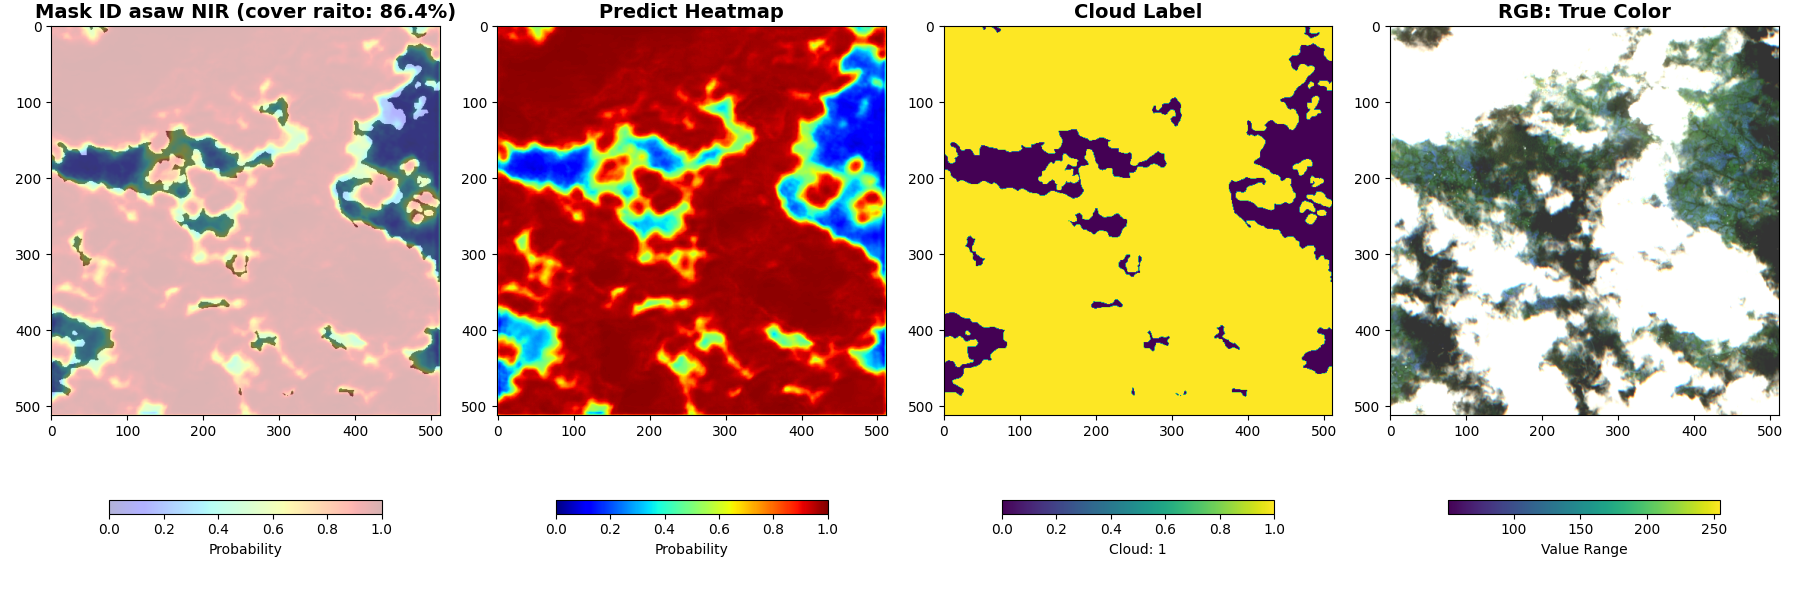 Mask ID asaw NIR (cover raito: 86.4%)
0
100
200
300
400
500
0 100 200 300 400 500
0.0 0.2 0.4 0.6 0.8 1.0
Probability
Predict Heatmap
0
100
200
300
400
500
0 100 200 300 400 500
0.0 0.2 0.4 0.6 0.8 1.0
Probability
Cloud Label
0
100
200
300
400
500
0 100 200 300 400 500
0.0 0.2 0.4 0.6 0.8 1.0
Cloud: 1
RGB: True Color
0
100
200
300
400
500
0 100 200 300 400 500
100 150 200 250
Value Range